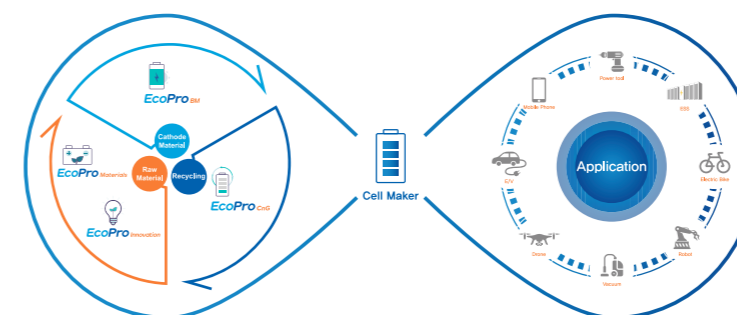 EcoPro BM
Cathode
Material
EcoPro Materials
Raw
Material
Recycling
EcoPro CnG
EcoPro Innovation
Cell Maker
Power tool
Mobile Phone
ESS
Application
E/V
Electric Bike
Drone
Robot
Vacuum